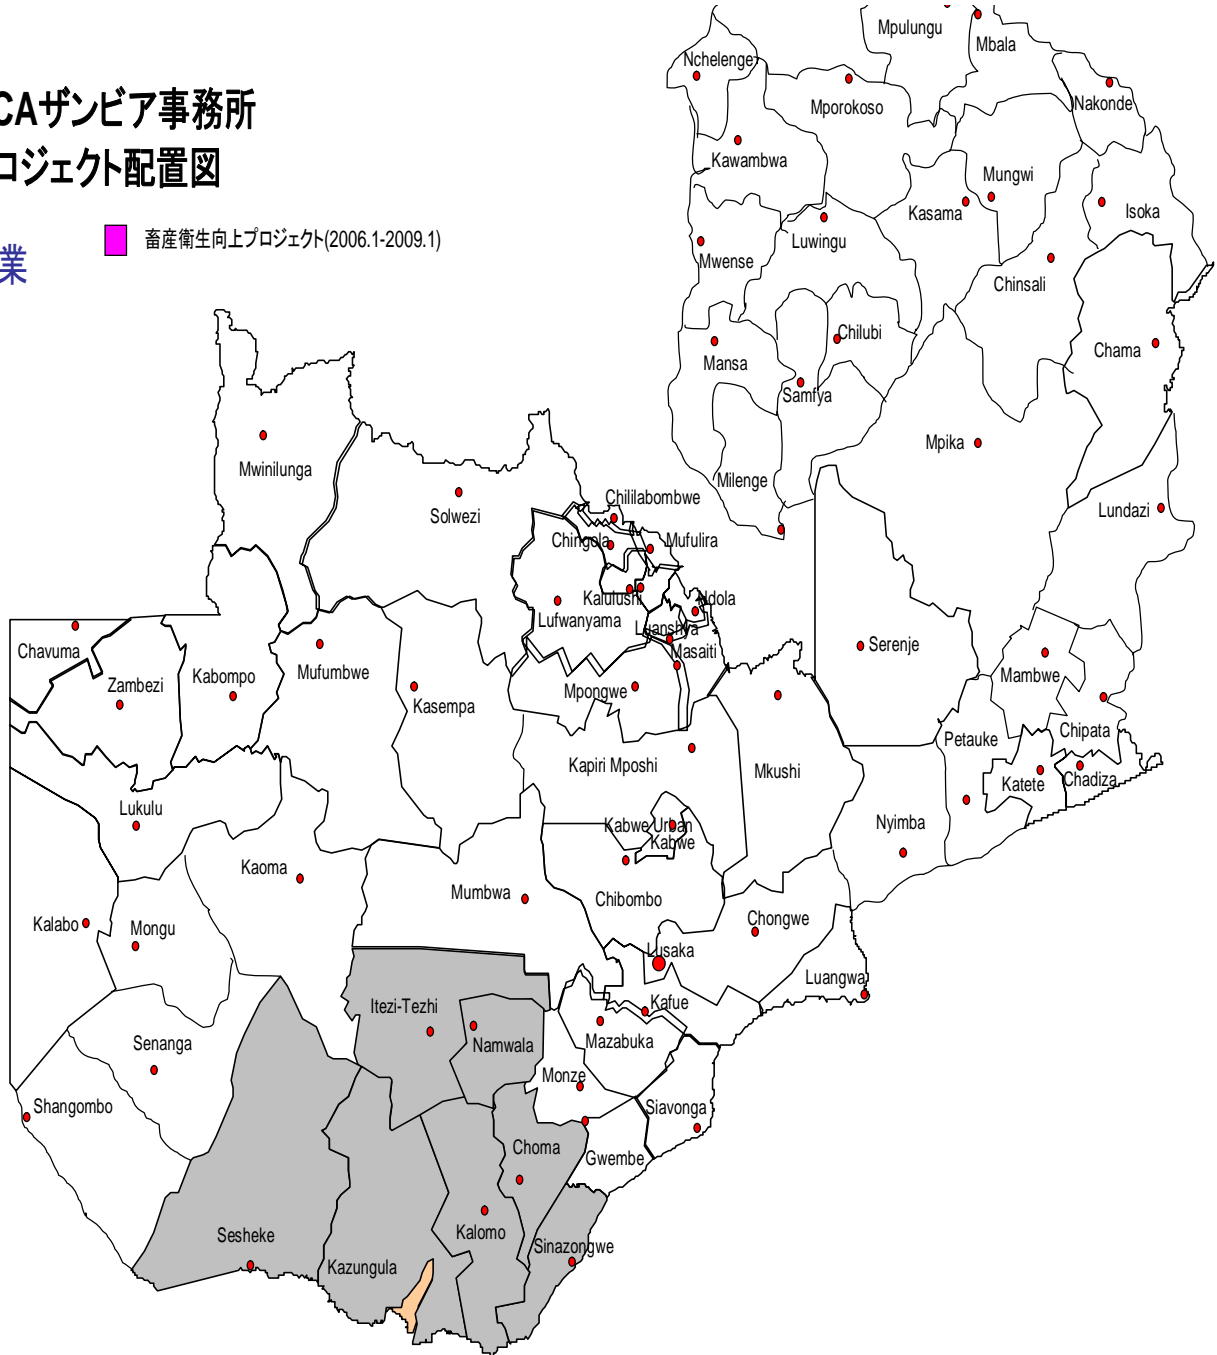 CAザンビア事務所
ロジェクト配置図
業
畜産衛生向上プロジェクト(2006.1-2009.1)
Mpulungu
Mbala
Nchelenge
Mporokoso
Nakonde
Kawambwa
Mungwi
Kasama
Isoka
Luwingu
Mwense
Chinsali
Chilubi
Mansa
Chama
Samfya
Mpika
Mwinilunga
Milenge
Chililabombwe
Lundazi
Solwezi
Chingola
Mufulira
Kalulushi
Ndola
Lufwanyama
Luanshya
Serenje
Chavuma
Masaiti
Mufumbwe
Kabompo
Mambwe
Zambezi
Mpongwe
Kasempa
Chipata
Petauke
Kapiri Mposhi
Mkushi
Katete
Chadiza
Lukulu
Nyimba
Kabwe Urban
Kabwe
Kaoma
Mumbwa
Chibombo
Chongwe
Kalabo
Mongu
Lusaka
Luangwa
Itezi-Tezhi
Kafue
Senanga
Namwala
Mazabuka
Monze
Shangombo
Siavonga
Choma
Gwembe
Sesheke
Kalomo
Sinazongwe
Kazungula